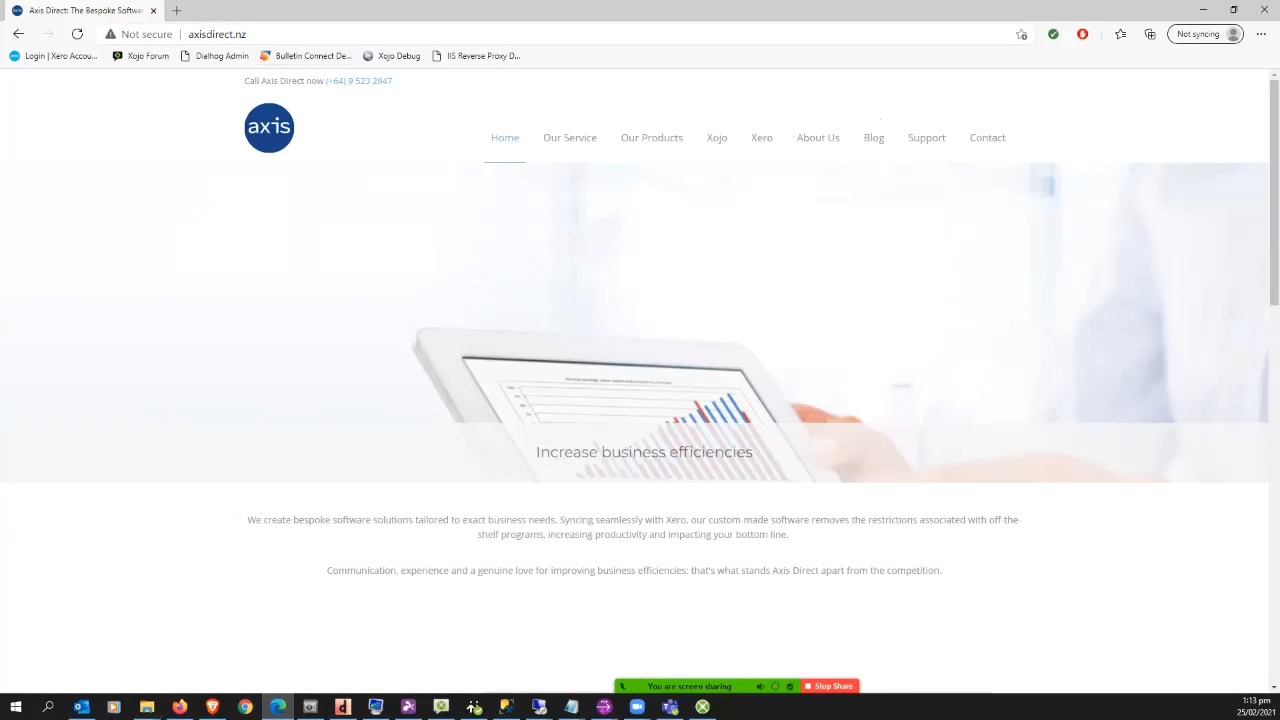 Axis Direct: The Bespoke Softwar
Not secure
axisdirect.nz
Not syncing
Login | Xero Accou...
Xojo Forum
Dialhog Admin
Bulletin Connect De...
Xojo Debug
IIS Reverse Proxy D...
Call Axis Direct now (+64) 9 523 2947
axis
Home
Our Service
Our Products
Xojo
Xero
About Us
Blog
Support
Contact
Increase business efficiencies
We create bespoke software solutions tailored to exact business needs. Syncing seamlessly with Xero, our custom-made software removes the restrictions associated with off-the-
shelf programs, increasing productivity and impacting your bottom line.
Communication, experience and a genuine love for improving business efficiencies: that's what stands Axis Direct apart from the competition.
You are screen sharing
Stop Share
1:13 pm
25/02/2021